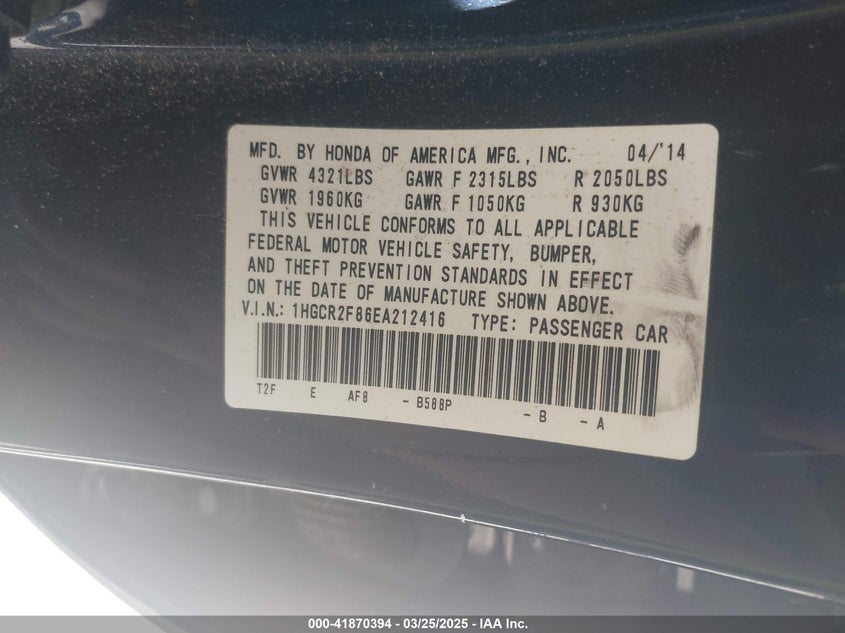 MFD. BY HONDA OF AMERICA MFG., INC. 04/'14
GVWR 4321LBS GAWR F 2315LBS R 2050LBS
GVWR 1960KG GAWR F 1050KG R 930KG
THIS VEHICLE CONFORMS TO ALL APPLICABLE
FEDERAL MOTOR VEHICLE SAFETY, BUMPER,
AND THEFT PREVENTION STANDARDS IN EFFECT
ON THE DATE OF MANUFACTURE SHOWN ABOVE.
V.I.N.: 1HGCR2F86EA212416 TYPE: PASSENGER CAR
T2F E AF8 - B588P - B - A
000-41870394 - 03/25/2025 - IAA Inc.